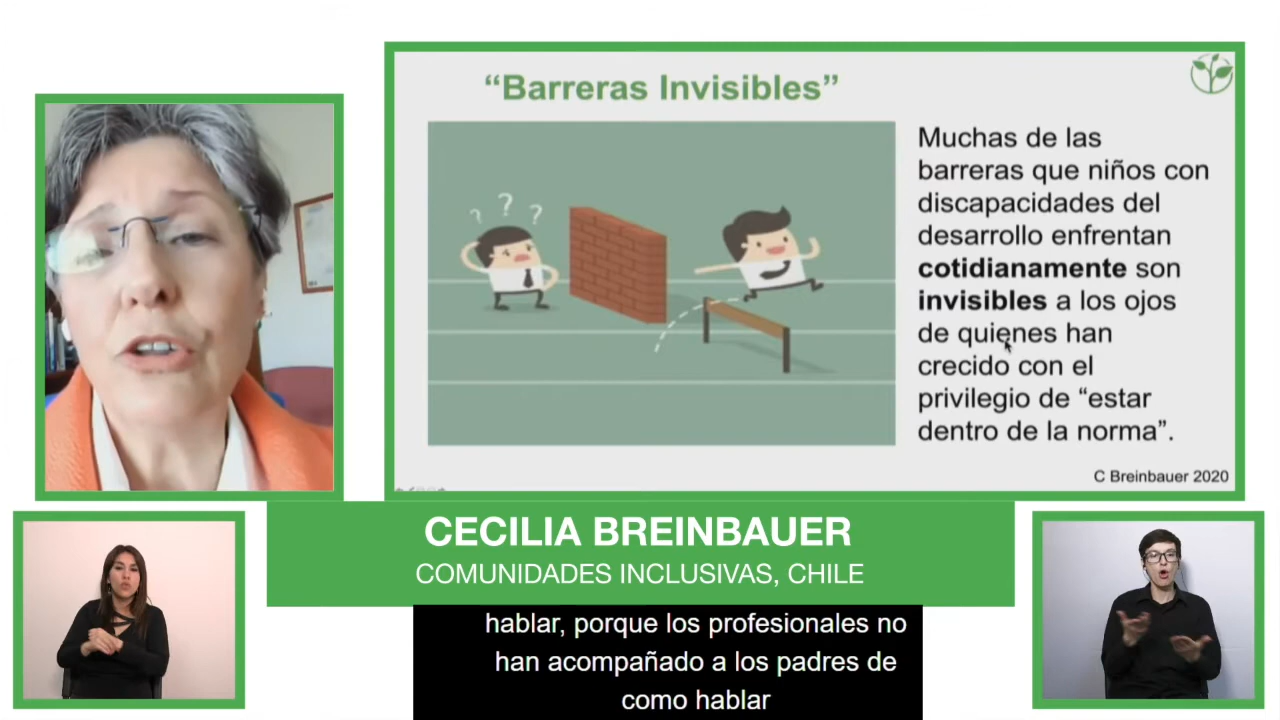 “Barreras Invisibles”
? ? ?
Muchas de las
barreras que niños con
discapacidades del
desarrollo enfrentan
cotidianamente son
invisibles a los ojos
de quienes han
crecido con el
privilegio de “estar
dentro de la norma”.
C Breinbauer 2020
CECILIA BREINBAUER
COMUNIDADES INCLUSIVAS, CHILE
hablar, porque los profesionales no
han acompañado a los padres de
como hablar